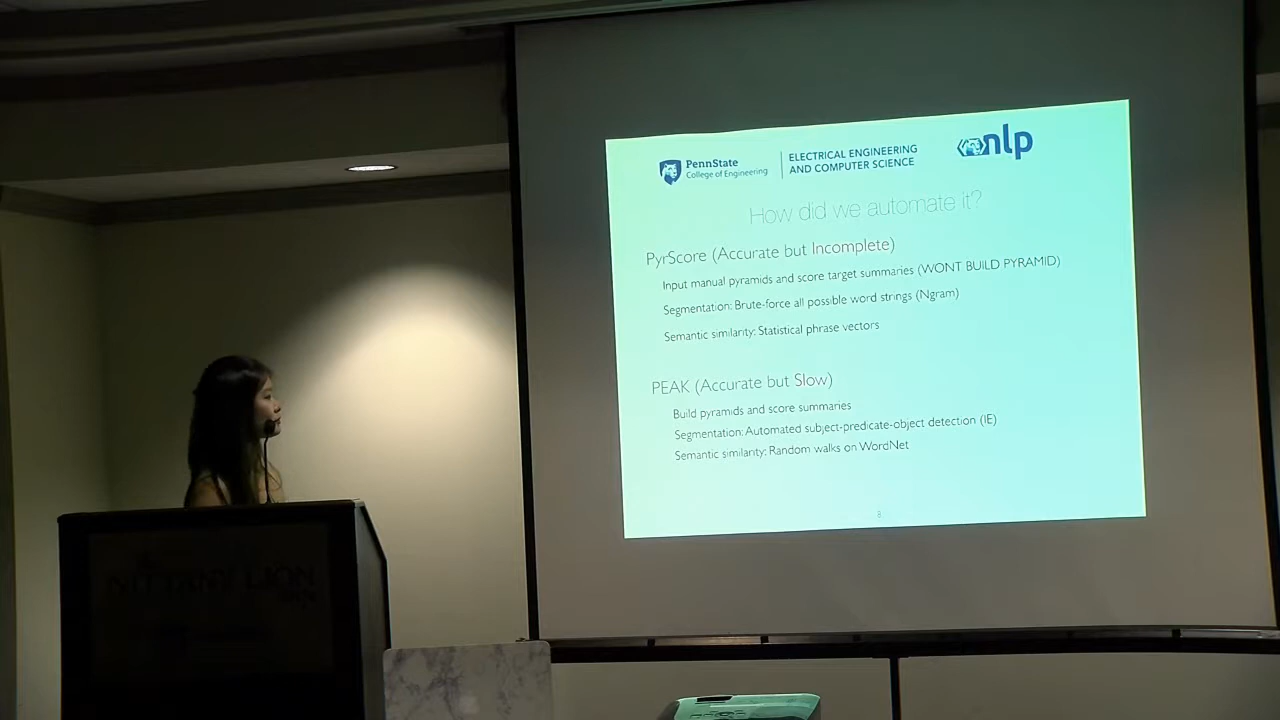 PennState
College of Engineering
ELECTRICAL ENGINEERING
AND COMPUTER SCIENCE
nlp
How did we automate it?
PyrScore (Accurate but Incomplete)
Input manual pyramids and score target summaries (WONT BUILD PYRAMID)
Segmentation: Brute-force all possible word strings (Ngram)
Semantic similarity: Statistical phrase vectors
PEAK (Accurate but Slow)
Build pyramids and score summaries
Segmentation: Automated subject-predicate-object detection (IE)
Semantic similarity: Random walks on WordNet
8
NITTANY LION